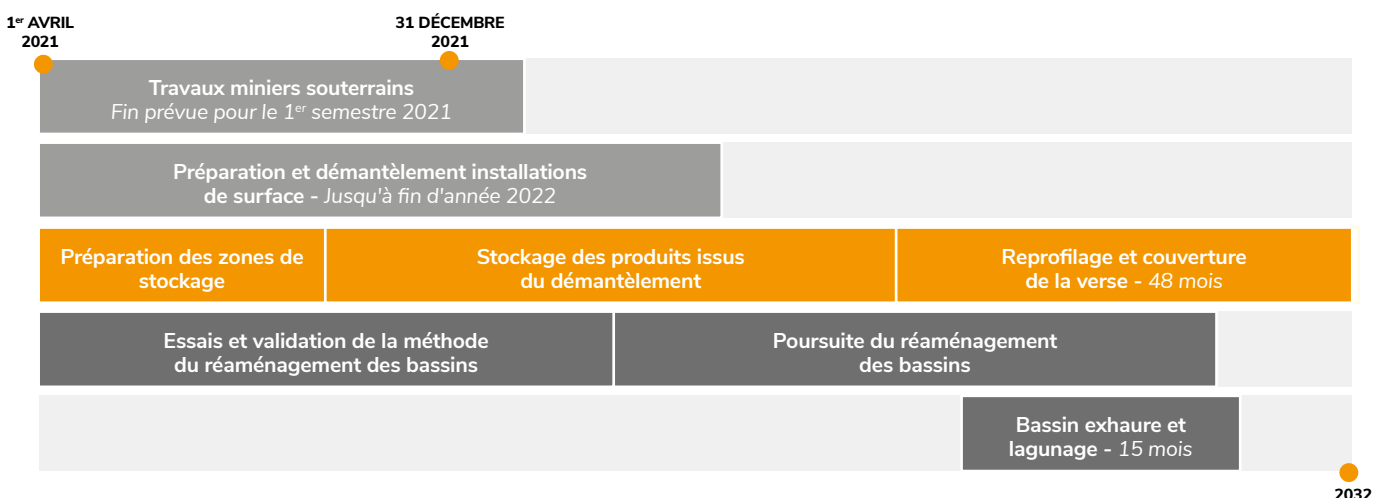 1er AVRIL
2021
31 DÉCEMBRE
2021
Travaux miniers souterrains
Fin prévue pour le 1er semestre 2021
Préparation et démantèlement installations
de surface - Jusqu'à fin d'année 2022
Préparation des zones de
stockage
Stockage des produits issus
du démantèlement
Reprofilage et couverture
de la verse - 48 mois
Essais et validation de la méthode
du réaménagement des bassins
Poursuite du réaménagement
des bassins
Bassin exhaure et
lagunage - 15 mois
2032